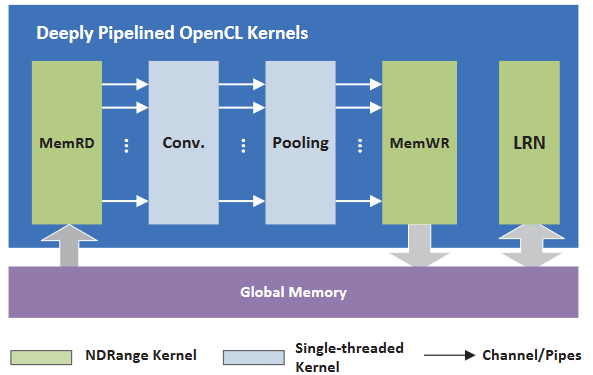 Deeply Pipelined OpenCL Kernels
MemRD
Conv.
Pooling
MemWR
LRN
Global Memory
NDRange Kernel
Single-threaded
Kernel
Channel/Pipes